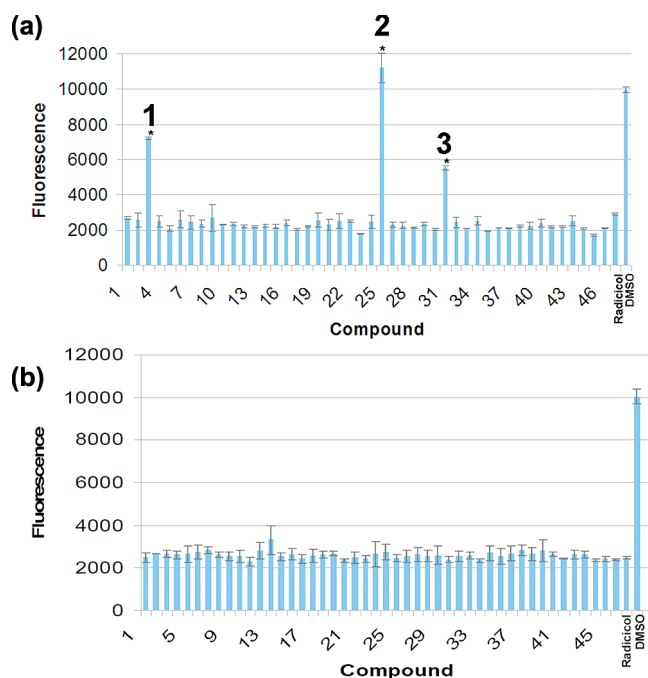 (a)
1
*
2
*
3
*
Fluorescence
12000
10000
8000
6000
4000
2000
0
1 4 7 10 13 16 19 22 25 28 31 34 37 40 43 46 Radicicol DMSO
Compound
(b)
Fluorescence
12000
10000
8000
6000
4000
2000
0
1 5 9 13 17 21 25 29 33 37 41 45 Radicicol DMSO
Compound